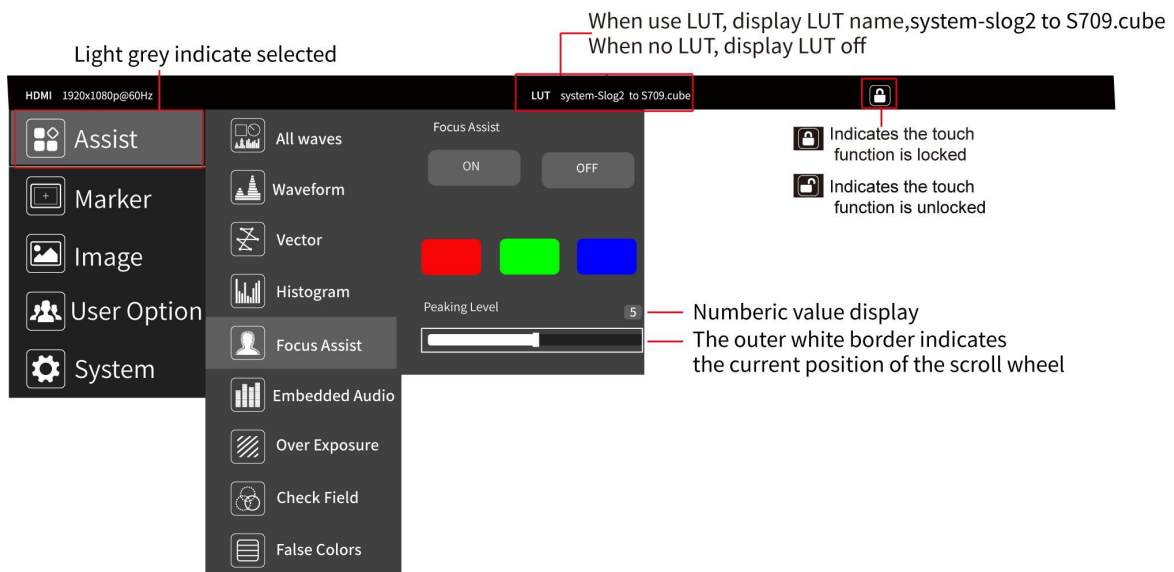 When use LUT, display LUT name,system-slog2 to S709.cube
When no LUT, display LUT off
Light grey indicate selected
HDMI 1920x1080p@60Hz
LUT system-Slog2 to S709.cube
Assist
Marker
Image
User Option
System
All waves
Waveform
Vector
Histogram
Focus Assist
Embedded Audio
Over Exposure
Check Field
False Colors
Focus Assist
ON OFF
Peaking Level 5
Indicates the touch
function is locked
Indicates the touch
function is unlocked
Numberic value display
The outer white border indicates
the current position of the scroll wheel